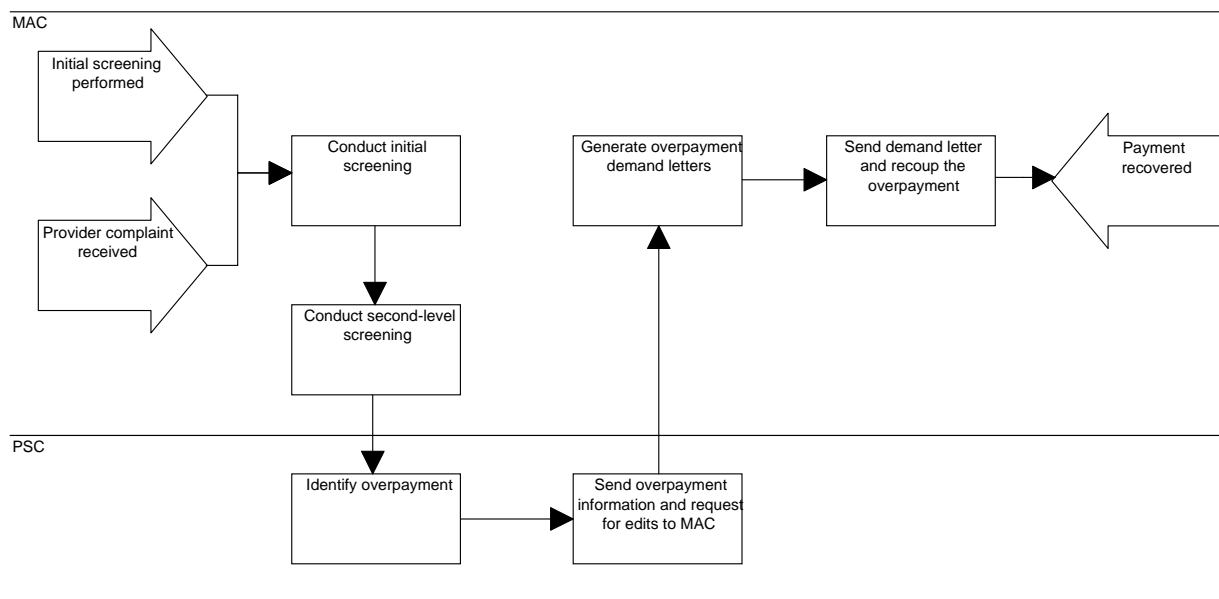 MAC
Initial screening
performed
Provider complaint
received
Conduct initial
screening
Conduct second-level
screening
Generate overpayment
demand letters
Send demand letter
and recoup the
overpayment
Payment
recovered
PSC
Identify overpayment
Send overpayment
information and request
for edits to MAC